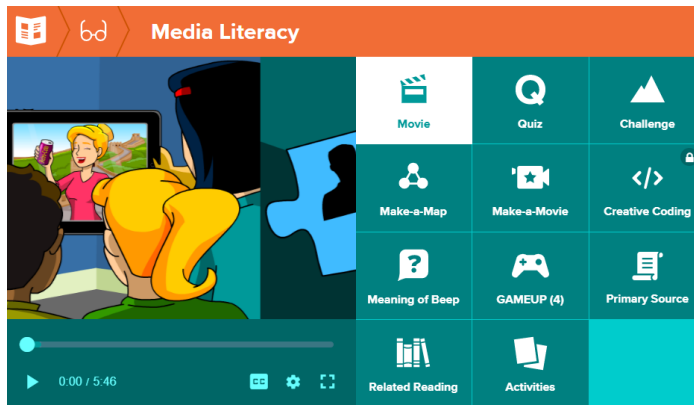 Media Literacy
Movie
Quiz
Challenge
Make-a-Map
Make-a-Movie
Creative Coding
Meaning of Beep
GAMEUP (4)
Primary Source
0:00 / 5:46
CC
Related Reading
Activities